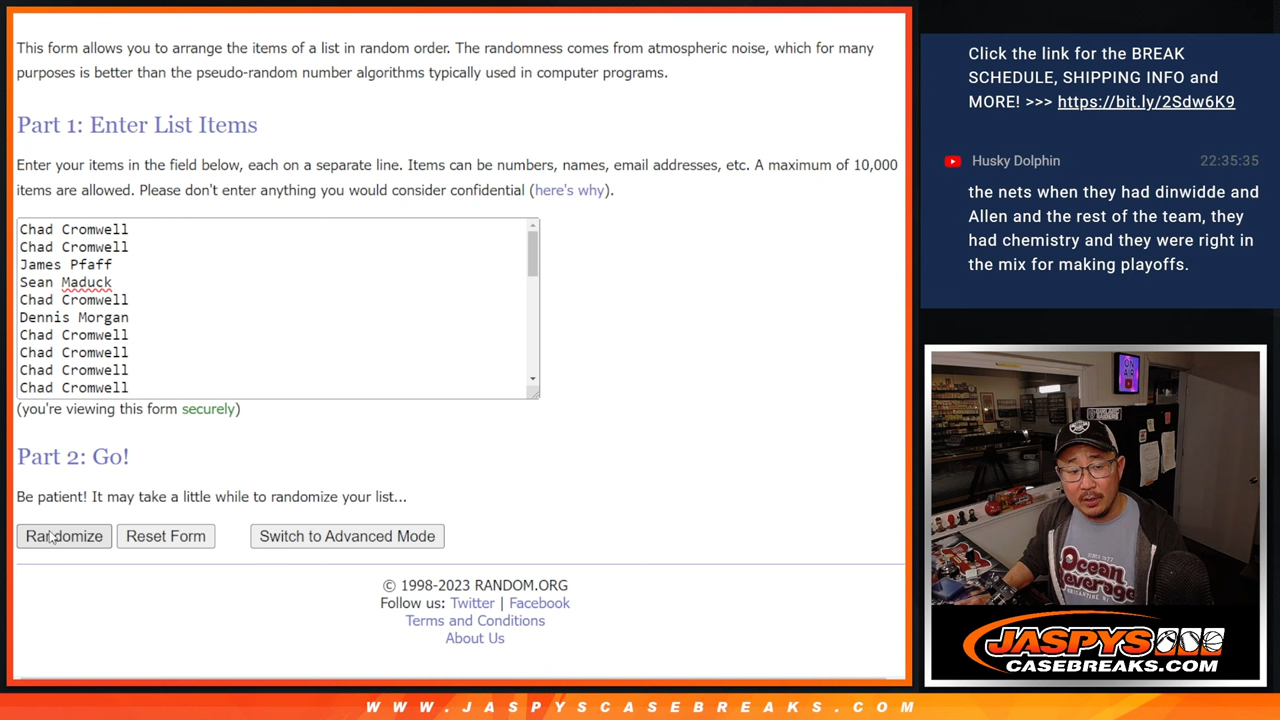 This form allows you to arrange the items of a list in random order. The randomness comes from atmospheric noise, which for many
purposes is better than the pseudo-random number algorithms typically used in computer programs.
Part 1: Enter List Items
Enter your items in the field below, each on a separate line. Items can be numbers, names, email addresses, etc. A maximum of 10,000
items are allowed. Please don't enter anything you would consider confidential (here's why).
Chad Cromwell
Chad Cromwell
James Pfaff
Sean Maduck
Chad Cromwell
Dennis Morgan
Chad Cromwell
Chad Cromwell
Chad Cromwell
Chad Cromwell
(you're viewing this form securely)
Part 2: Go!
Be patient! It may take a little while to randomize your list...
Randomize Reset Form Switch to Advanced Mode
© 1998-2023 RANDOM.ORG
Follow us: Twitter | Facebook
Terms and Conditions
About Us
Click the link for the BREAK
SCHEDULE, SHIPPING INFO and
MORE! >>> https://bit.ly/2Sdw6K9
Husky Dolphin 22:35:35
the nets when they had dinwidde and
Allen and the rest of the team, they
had chemistry and they were right in
the mix for making playoffs.
ON
AIR
Ocean
Beverage
JASPYS
CASEBREAKS.COM
WWW.JASPYSCASEBREAKS.COM